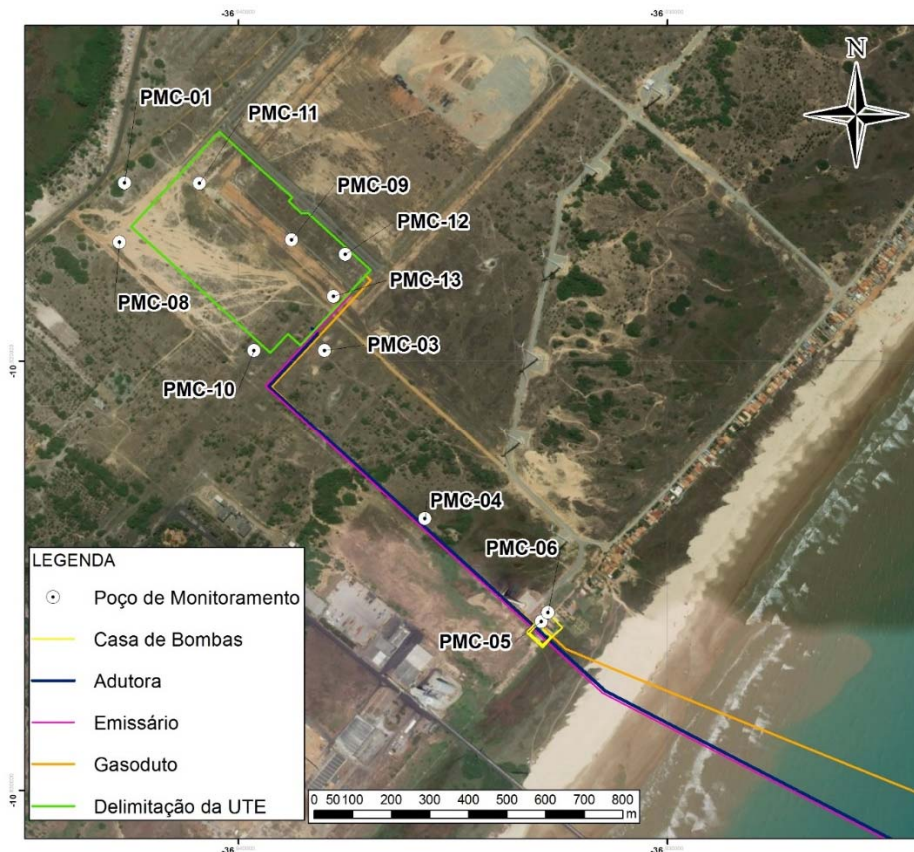 -36
-36
N
PMC-01
PMC-11
PMC-09
PMC-12
PMC-13
PMC-08
PMC-03
PMC-10
-10
PMC-04
PMC-06
PMC-05
LEGENDA
Poço de Monitoramento
Casa de Bombas
Adutora
Emissário
Gasoduto
Delimitação da UTE
0 50 100 200 300 400 500 600 700 800
m
-10
-36
-36